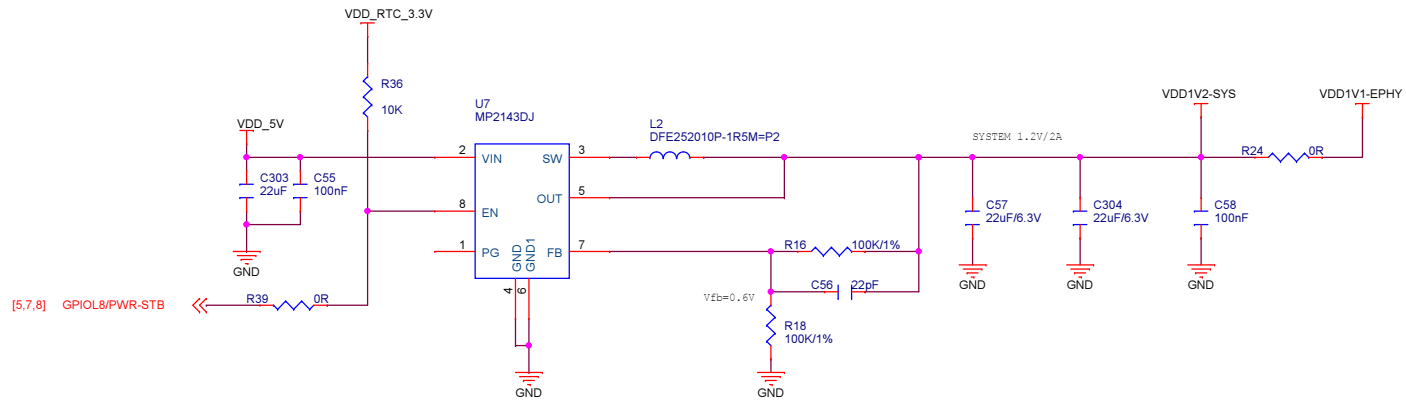 VDD_RTC_3.3V
R36
10K
VDD_5V
C303
22uF
C55
100nF
U7
MP2143DJ
2
VIN
SW
3
OUT
5
8
EN
1
PG
GND
GND1
FB
7
4
6
GND
GND
[5,7,8] GPIOL8/PWR-STB
R39
0R
L2
DFE252010P-1R5M=P2
SYSTEM 1.2V/2A
VDD1V2-SYS
VDD1V1-EPHY
R24
0R
C57
22uF/6.3V
C304
22uF/6.3V
C58
100nF
GND
GND
GND
R16
100K/1%
C56
22pF
Vfb=0.6V
R18
100K/1%
GND